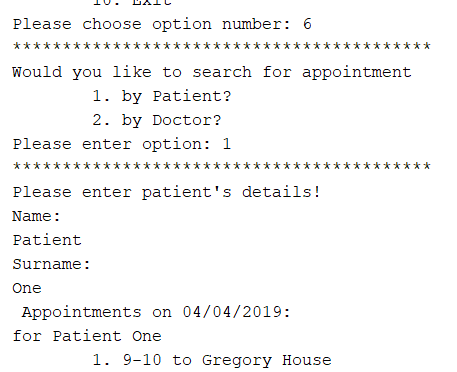 10. Exit
Please choose option number: 6
******************************************
Would you like to search for appointment
1. by Patient?
2. by Doctor?
Please enter option: 1
******************************************
Please enter patient's details!
Name:
Patient
Surname:
One
Appointments on 04/04/2019:
for Patient One
1. 9-10 to Gregory House